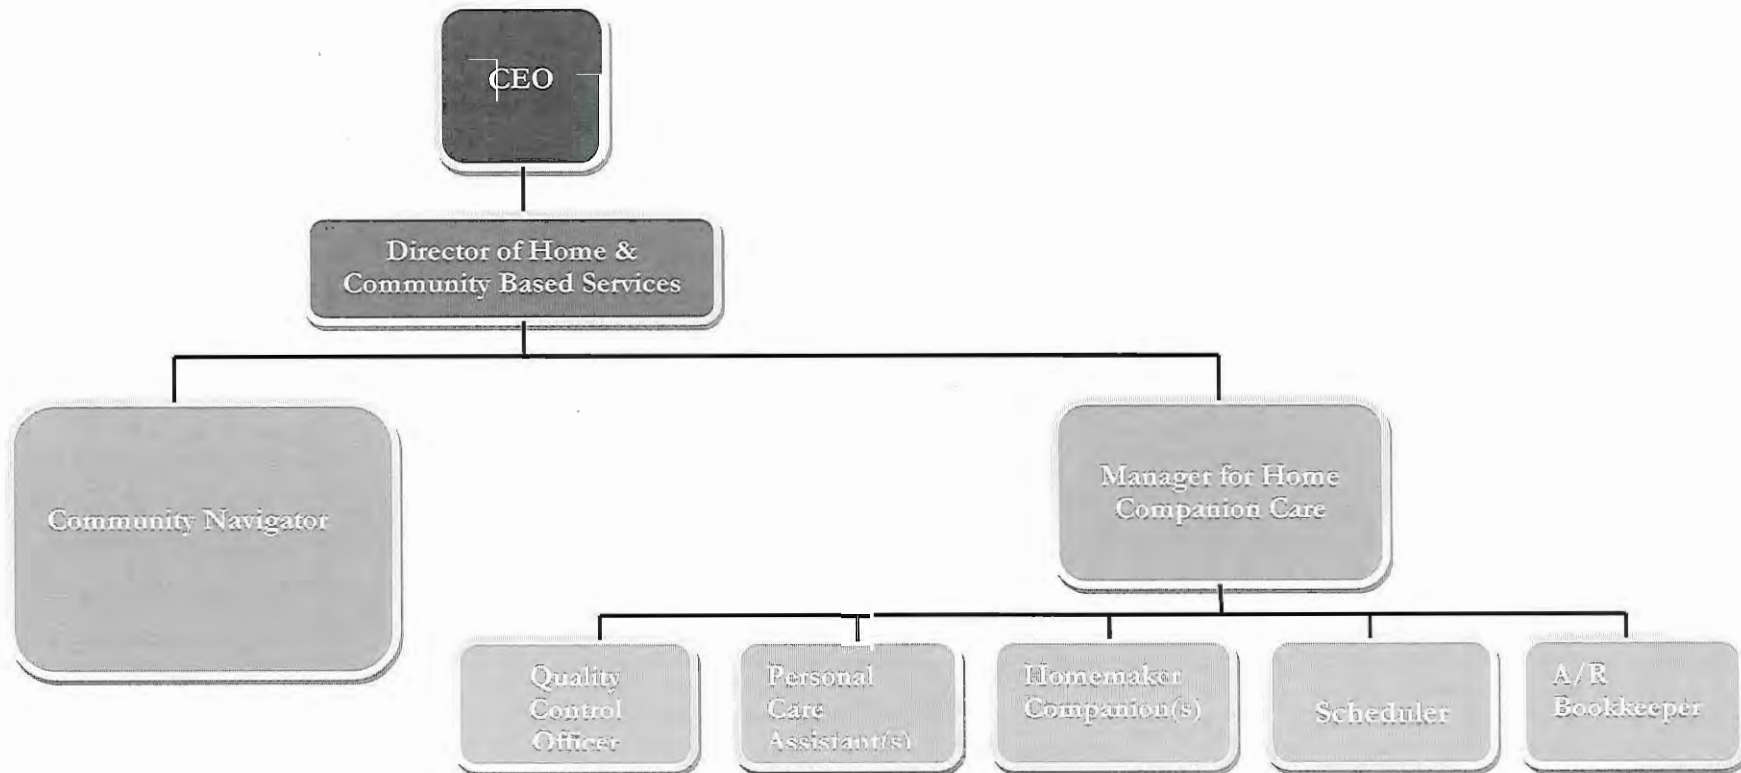 CEO
Director of Home &
Community Based Services
Community Navigator
Manager for Home
Companion Care
Quality
Control
Officer
Personal
Care
Assistant(s)
Homemaker
Companion(s)
Scheduler
A/R
Bookkeeper